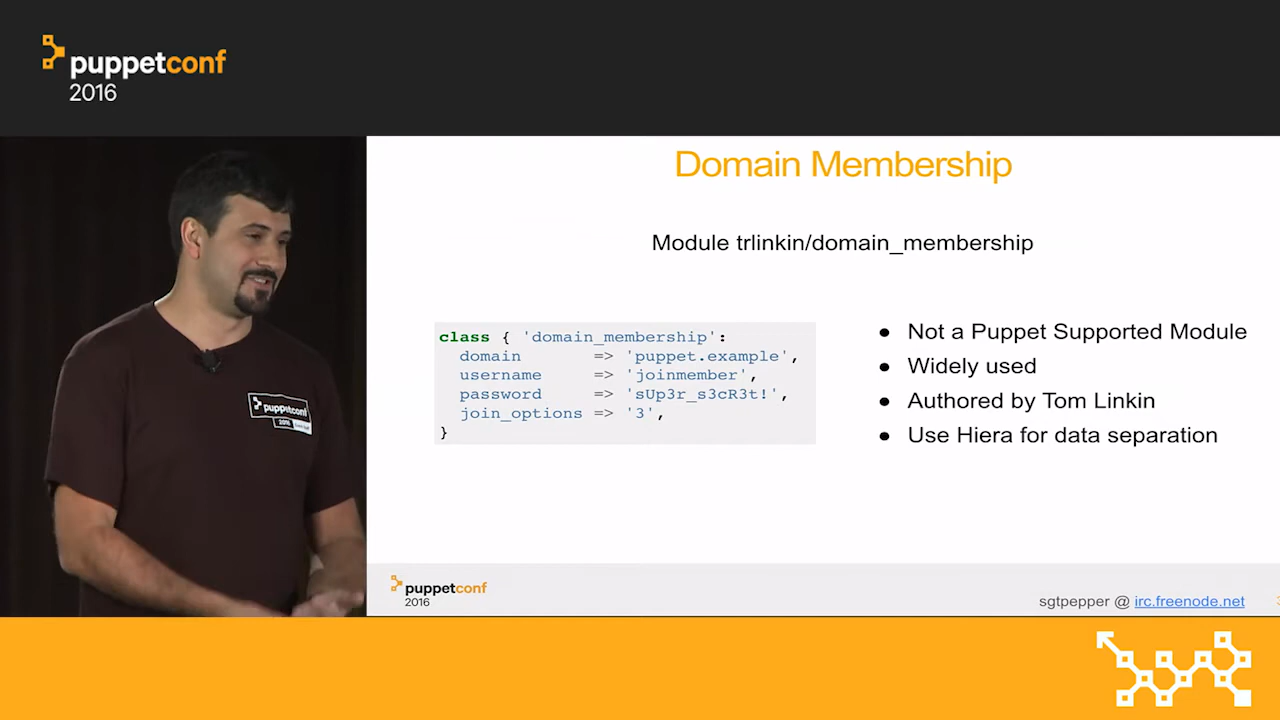 puppetconf
2016
Domain Membership
Module trlinkin/domain_membership
class { 'domain_membership':
  domain       => 'puppet.example',
  username     => 'joinmember',
  password     => 'sUp3r_s3cR3t!',
  join_options => '3',
}
● Not a Puppet Supported Module
● Widely used
● Authored by Tom Linkin
● Use Hiera for data separation
puppetconf
2016
puppetconf
2016
sgtpepper @ irc.freenode.net